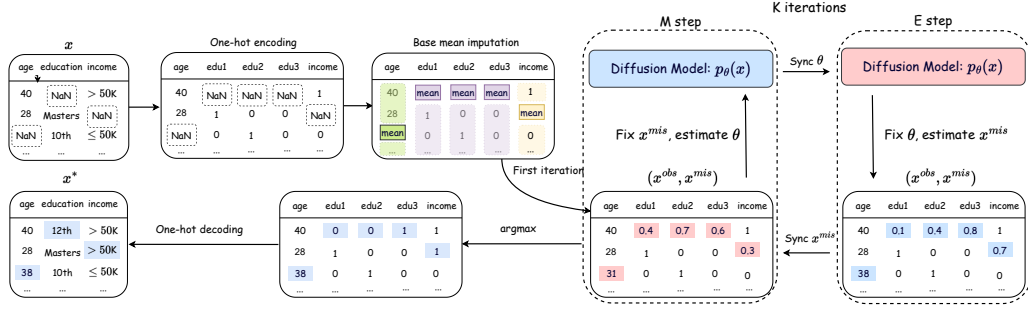 K iterations
M step
E step
x
One-hot encoding
Base mean imputation
age education income
40 NaN > 50K
28 Masters NaN
NaN 10th ≤ 50K
... ... ...
age edu1 edu2 edu3 income
40 NaN NaN NaN 1
28 1 0 0 NaN
NaN 0 1 0 0
... ... ... ... ...
age edu1 edu2 edu3 income
40 mean mean mean 1
28 1 0 0 mean
mean 0 1 0 0
... ... ... ... ...
Diffusion Model: pθ(x)
Sync θ
Diffusion Model: pθ(x)
Fix x^mis, estimate θ
Fix θ, estimate x^mis
First iteration
(x^obs, x^mis)
(x^obs, x^mis)
x*
age education income
40 12th > 50K
28 Masters > 50K
38 10th ≤ 50K
... ... ...
One-hot decoding
age edu1 edu2 edu3 income
40 0 0 1 1
28 1 0 0 1
38 0 1 0 0
... ... ... ... ...
argmax
age edu1 edu2 edu3 income
40 0.4 0.7 0.6 1
28 1 0 0 0.3
31 0 1 0 0
... ... ... ... ...
Sync x^mis
age edu1 edu2 edu3 income
40 0.1 0.4 0.8 1
28 1 0 0 0.7
38 0 1 0 0
... ... ... ... ...